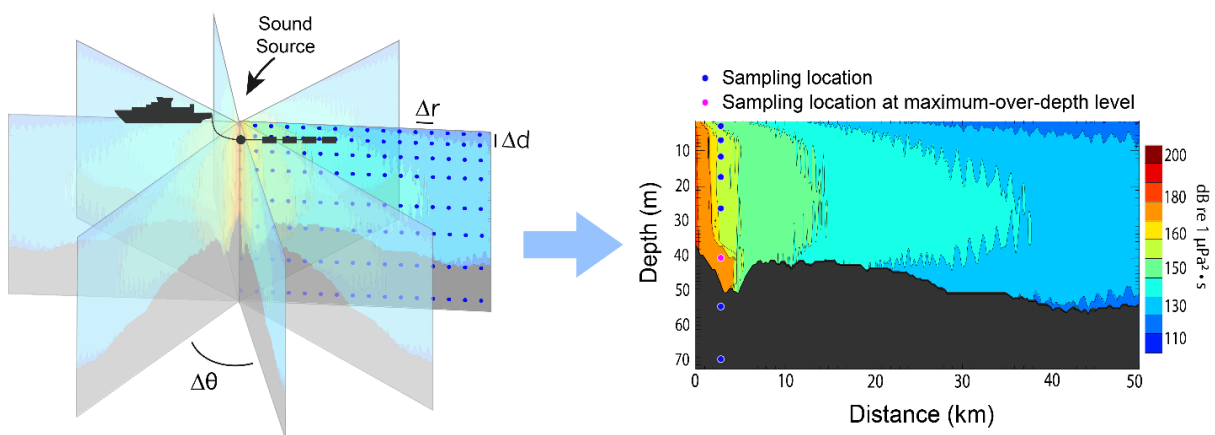 Sound
Source
Δr
Δd
Δθ
Sampling location
Sampling location at maximum-over-depth level
Depth (m)
10
20
30
40
50
60
70
0
10
20
30
40
50
Distance (km)
200
180
160
150
130
110
dB re 1 µPa²•s